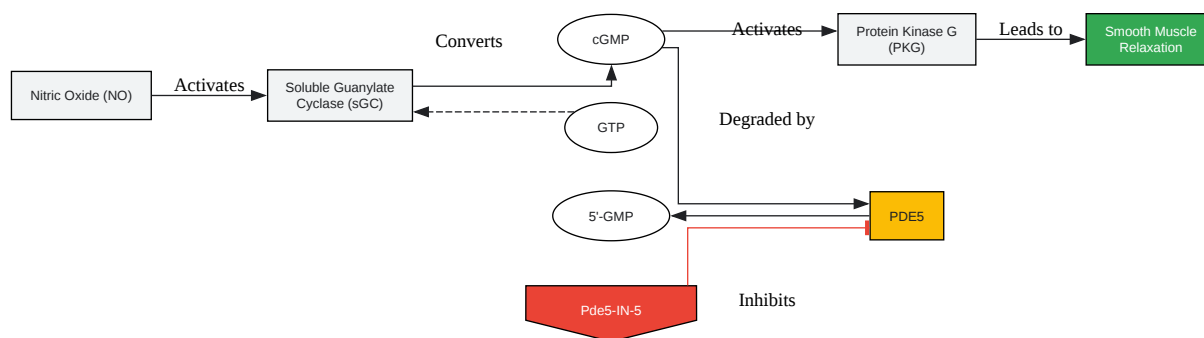 Nitric Oxide (NO)
Activates
Soluble Guanylate
Cyclase (sGC)
Converts
cGMP
GTP
Activates
Protein Kinase G
(PKG)
Leads to
Smooth Muscle
Relaxation
Degraded by
PDE5
5'-GMP
Pde5-IN-5
Inhibits